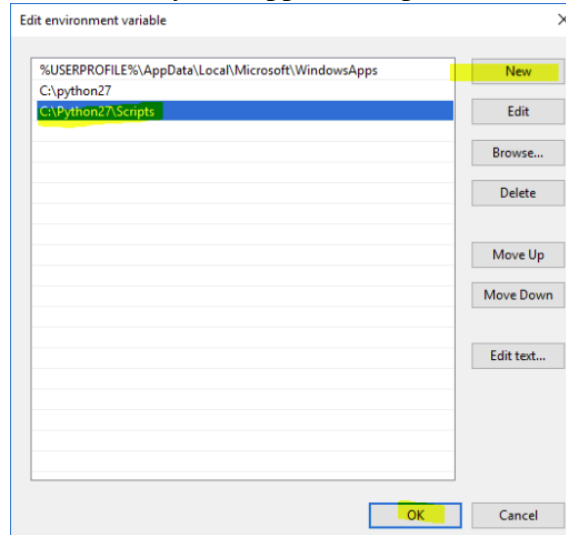 Edit environment variable
%USERPROFILE%\AppData\Local\Microsoft\WindowsApps
C:\python27
C:\Python27\Scripts
New
Edit
Browse...
Delete
Move Up
Move Down
Edit text...
OK
Cancel